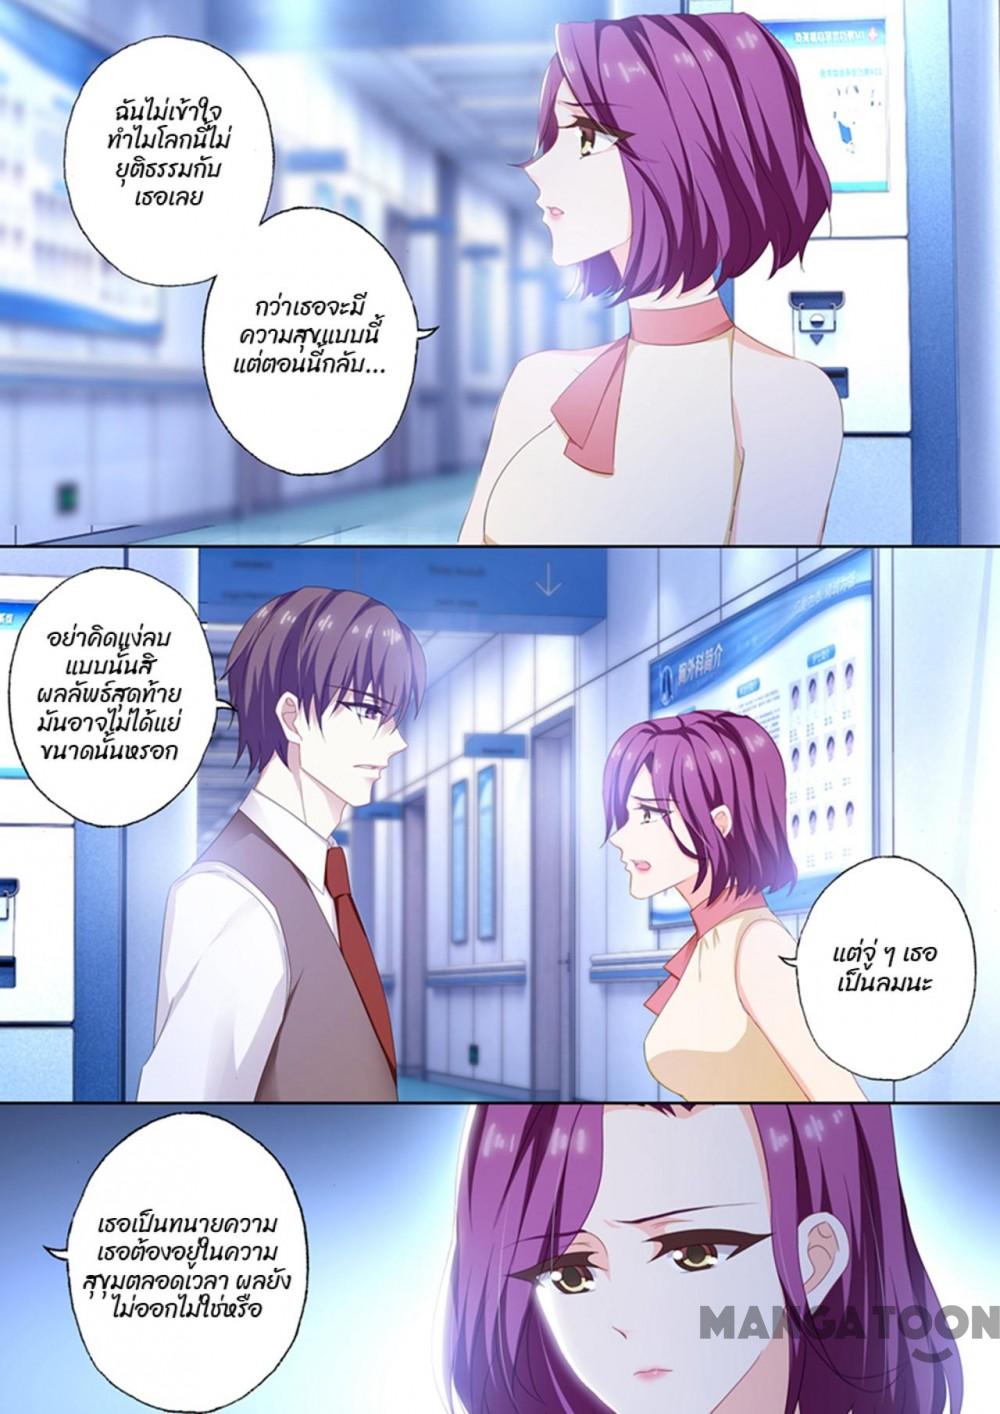 ฉันไม่เข้าใจ
ทำไมโลกนี้ไม่
ยุติธรรมกับ
เธอเลย
กว่าเธอจะมี
ความสุขแบบนี้
แต่ตอนนี้กลับ...
อย่าคิดแง่ลบ
แบบนั้นสิ
ผลลัพธ์สุดท้าย
มันอาจไม่ได้แย่
ขนาดนั้นหรอก
胸外科简介
แต่จู่ ๆ เธอ
เป็นลมนะ
เธอเป็นทนายความ
เธอต้องอยู่ในความ
สุขุมตลอดเวลา ผลยัง
ไม่ออกไม่ใช่หรือ
MANGATOON